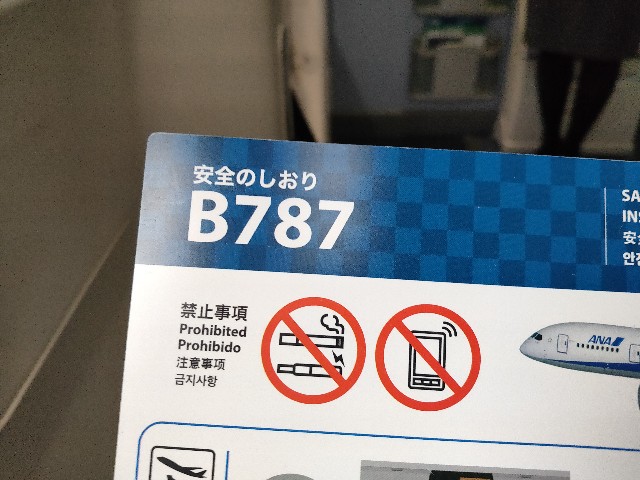 安全のしおり
B787
禁止事項
Prohibited
Prohibido
注意事项
금지사항
ANA